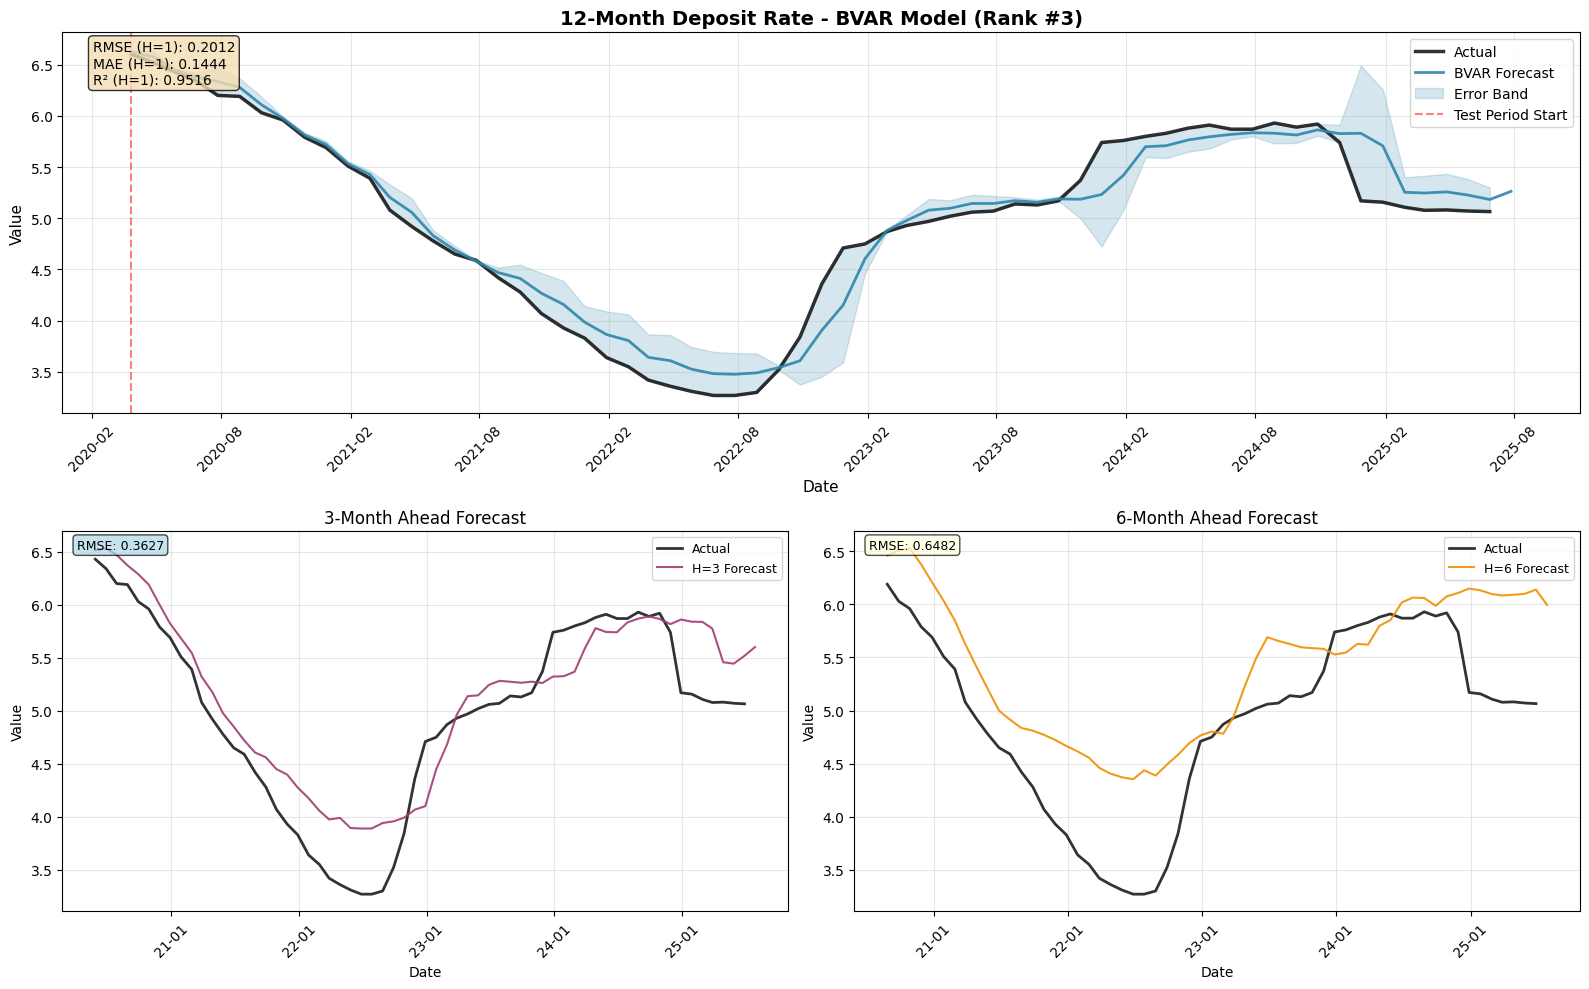 12-Month Deposit Rate - BVAR Model (Rank #3)
RMSE (H=1): 0.2012
MAE (H=1): 0.1444
R² (H=1): 0.9516
Actual
BVAR Forecast
Error Band
Test Period Start
Value
6.5
6.0
5.5
5.0
4.5
4.0
3.5
2020-02
2020-08
2021-02
2021-08
2022-02
2022-08
2023-02
2023-08
2024-02
2024-08
2025-02
2025-08
Date
3-Month Ahead Forecast
RMSE: 0.3627
Actual
H=3 Forecast
Value
6.5
6.0
5.5
5.0
4.5
4.0
3.5
21-01
22-01
23-01
24-01
25-01
Date
6-Month Ahead Forecast
RMSE: 0.6482
Actual
H=6 Forecast
Value
6.5
6.0
5.5
5.0
4.5
4.0
3.5
21-01
22-01
23-01
24-01
25-01
Date